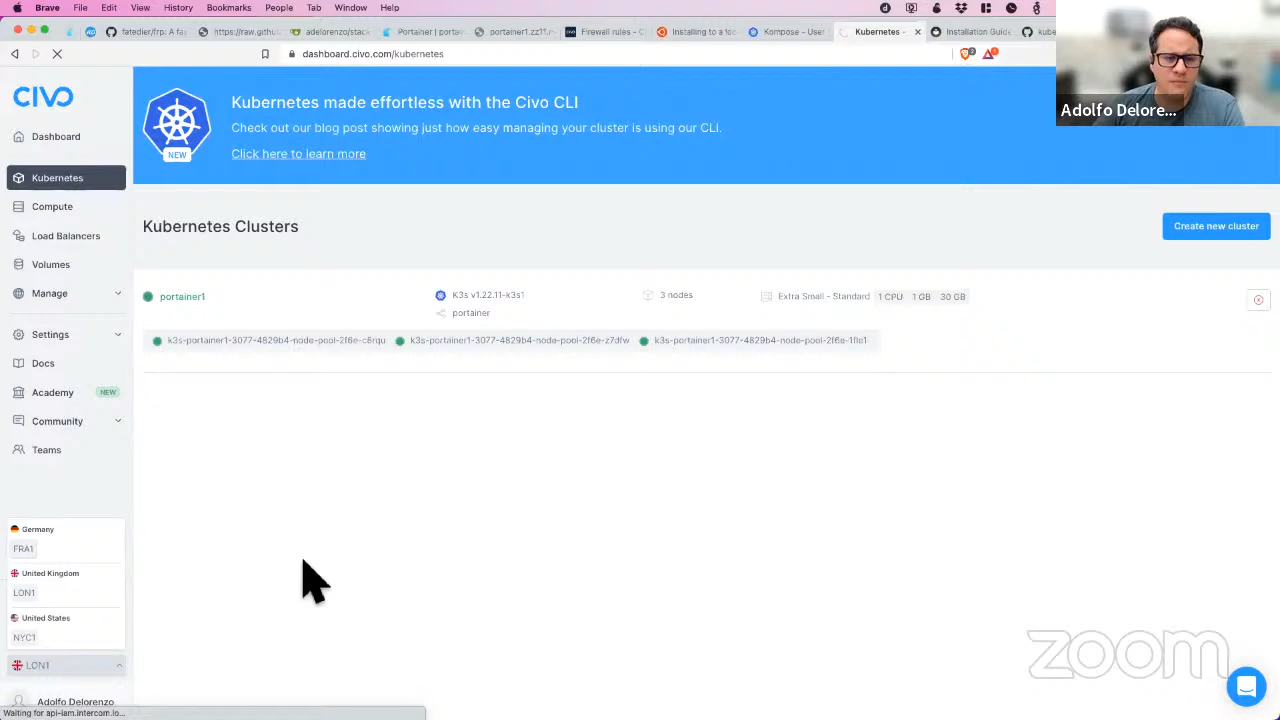 Brave File Edit View History Bookmarks People Tab Window Help
fatedier/frp: A fas
https://raw.github
adelorenzo/stack
Portainer | portain
portainer1.zz11.
Firewall rules - C
Installing to a loc
Kompose - User
Kubernetes -
Installation Guide
kube
dashboard.civo.com/kubernetes
CIVO
Dashboard
Kubernetes
Compute
Load Balancers
Volumes
Manage
Settings
Docs
Academy NEW
Community
Teams
Germany
FRA1
United Kingdom
LON1
United States
NYC1
LON1
Adolfo Delorenzo
Waiting for api-iam.intercom.io...
NEW
Kubernetes made effortless with the Civo CLI
Check out our blog post showing just how easy managing your cluster is using our CLI.
Click here to learn more
Kubernetes Clusters
Create new cluster
portainer1
K3s v1.22.11-k3s1
portainer
3 nodes
Extra Small - Standard 1 CPU 1 GB 30 GB
k3s-portainer1-3077-4829b4-node-pool-2f6e-c8rqu
k3s-portainer1-3077-4829b4-node-pool-2f6e-z7dfw
k3s-portainer1-3077-4829b4-node-pool-2f6e-1fle1
Adolfo Delore...
zoom